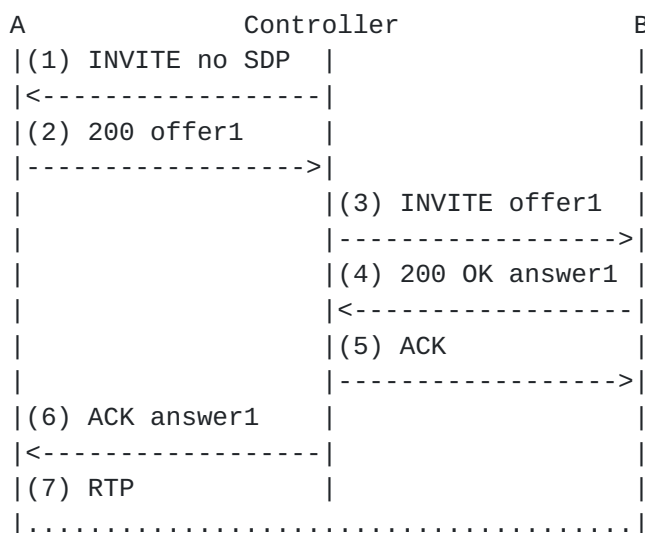 A Controller B
(1) INVITE no SDP
(2) 200 offer1
(3) INVITE offer1
(4) 200 OK answer1
(5) ACK
(6) ACK answer1
(7) RTP